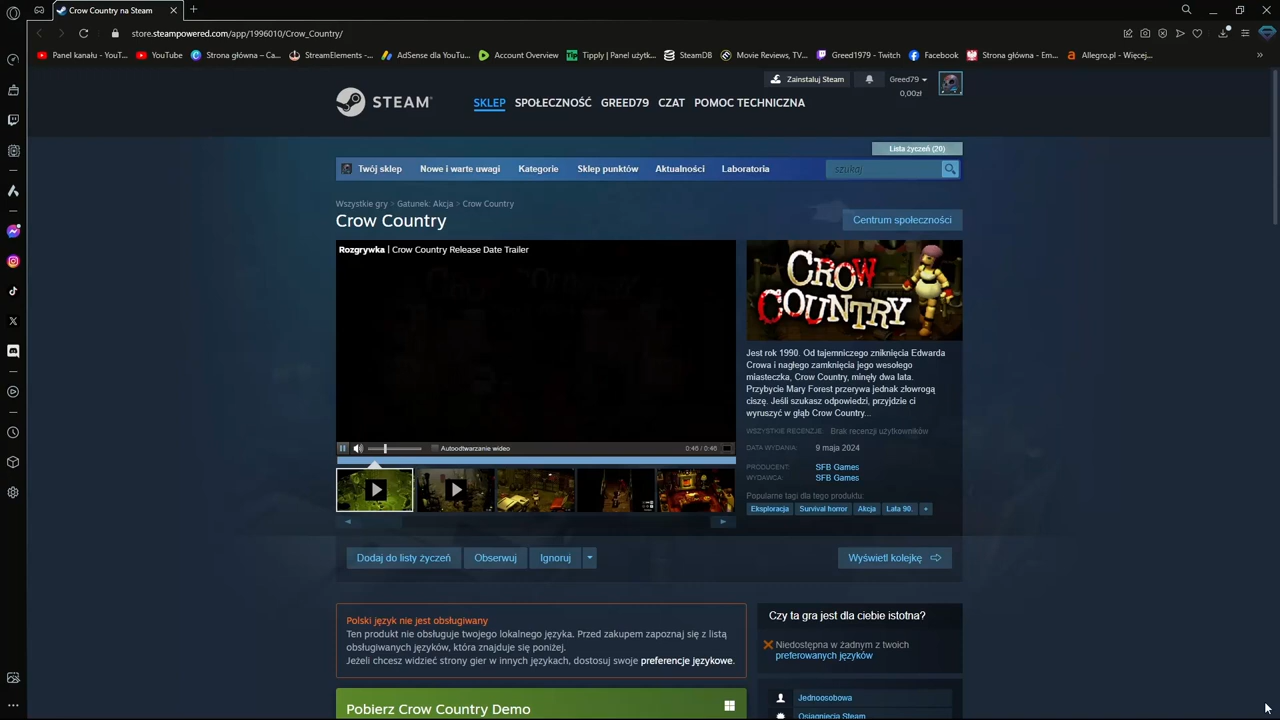 Crow Country na Steam
store.steampowered.com/app/1996010/Crow_Country/
Panel kanału - YouT...
YouTube
Strona główna – Ca...
StreamElements -...
AdSense dla YouTu...
Account Overview
Tipply | Panel użytk...
SteamDB
Movie Reviews, TV...
Greed1979 - Twitch
Facebook
Strona główna - Em...
Allegro.pl - Więcej...
Zainstaluj Steam
Greed79
0,00zł
STEAM
SKLEP
SPOŁECZNOŚĆ
GREED79
CZAT
POMOC TECHNICZNA
Lista życzeń (20)
Twój sklep
Nowe i warte uwagi
Kategorie
Sklep punktów
Aktualności
Laboratoria
szukaj
Wszystkie gry > Gatunek: Akcja > Crow Country
Crow Country
Centrum społeczności
Rozgrywka | Crow Country Release Date Trailer
CROW COUNTRY
Jest rok 1990. Od tajemniczego zniknięcia Edwarda
Crowa i nagłego zamknięcia jego wesołego
miasteczka, Crow Country, minęły dwa lata.
Przybycie Mary Forest przerywa jednak złowrogą
ciszę. Jeśli szukasz odpowiedzi, przyjdzie ci
wyruszyć w głąb Crow Country...
WSZYSTKIE RECENZJE: Brak recenzji użytkowników
DATA WYDANIA: 9 maja 2024
PRODUCENT: SFB Games
WYDAWCA: SFB Games
Popularne tagi dla tego produktu:
Eksploracja
Survival horror
Akcja
Lata 90.
+
Autoodtwarzanie wideo
0:46 / 0:46
Dodaj do listy życzeń
Obserwuj
Ignoruj
Wyświetl kolejkę
Polski język nie jest obsługiwany
Ten produkt nie obsługuje twojego lokalnego języka. Przed zakupem zapoznaj się z listą
obsługiwanych języków, która znajduje się poniżej.
Jeżeli chcesz widzieć strony gier w innych językach, dostosuj swoje preferencje językowe.
Czy ta gra jest dla ciebie istotna?
Niedostępna w żadnym z twoich
preferowanych języków
Pobierz Crow Country Demo
Jednoosobowa
Osiągnięcia Steam